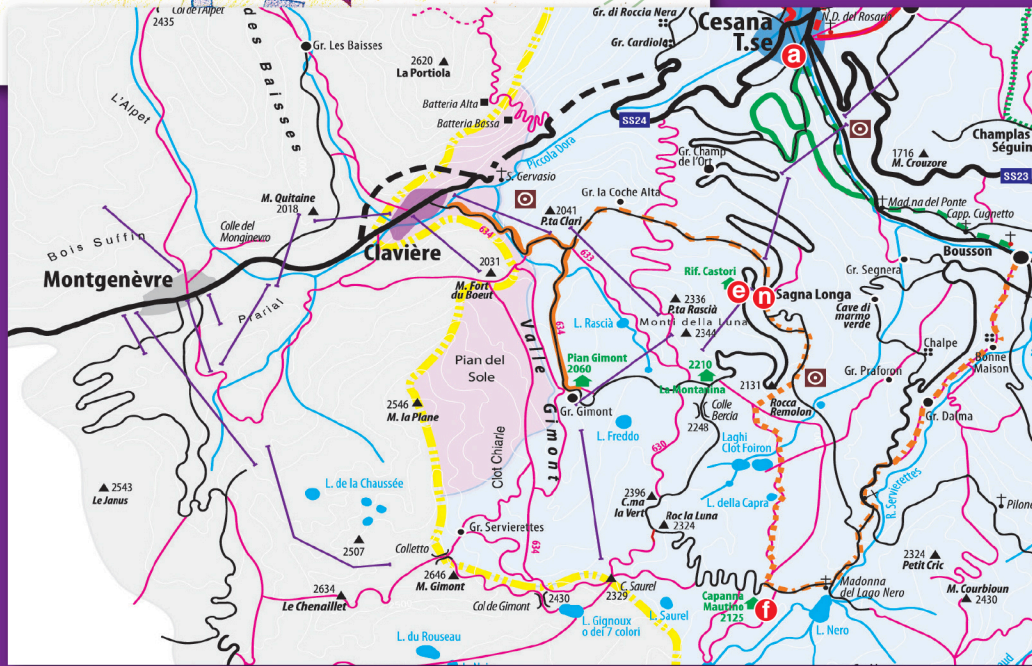 Col de l'Alpet
2435
des Baisses
Gr. Les Baisses
L'Alpet
2620
La Portiola
Gr. di Roccia Nera
Gr. Cardiola
Cesana
T.se
N.D. del Rosario
a
Batteria Alta
Batteria Bassa
SS24
Piccola Dora
S. Gervasio
Gr. Champ
de l'Ort
1716
M. Crouzore
Champlas
Séguin
SS23
M. Quitaine
2018
Colle del
Monginevro
Bois Suffin
Montgenèvre
Prarial
Clavière
634
2041
P.ta Clari
Gr. la Coche Alta
633
Mad.na del Ponte
Capp. Cugnetto
Bousson
2031
M. Fort
du Boeut
Rif. Castori
e
n
Sagna Longa
Gr. Segnera
Cave di
marmo
verde
2336
P.ta Rascià
Monti della Luna
2344
L. Rascià
634
Valle Gimont
Pian del
Sole
Plan Gimont
2060
2210
La Montanina
2131
Rocca
Remolon
Chalpe
Bonne
Maison
Gr. Praforon
Gr. Dalma
2546
M. la Plane
Gr. Gimont
Colle
Bercia
2248
L. Freddo
630
Laghi
Clot Foiron
L. della Capra
Clot Chiarle
2543
Le Janus
L. de la Chaussée
2507
2396
C.ma
la Vert
Roc la Luna
2324
R. Servierettes
Pilone
Gr. Servierettes
634
Colletto
2324
Petit Cric
2646
M. Gimont
C. Saurel
2329
2634
Le Chenaillet
Col de Gimont
2430
L. Gignoux
o dei 7 colori
L. Saurel
Capanna
Mautino
2125
f
Madonna
del Lago Nero
L. Nero
M. Courbioun
2430
L. du Rouseau